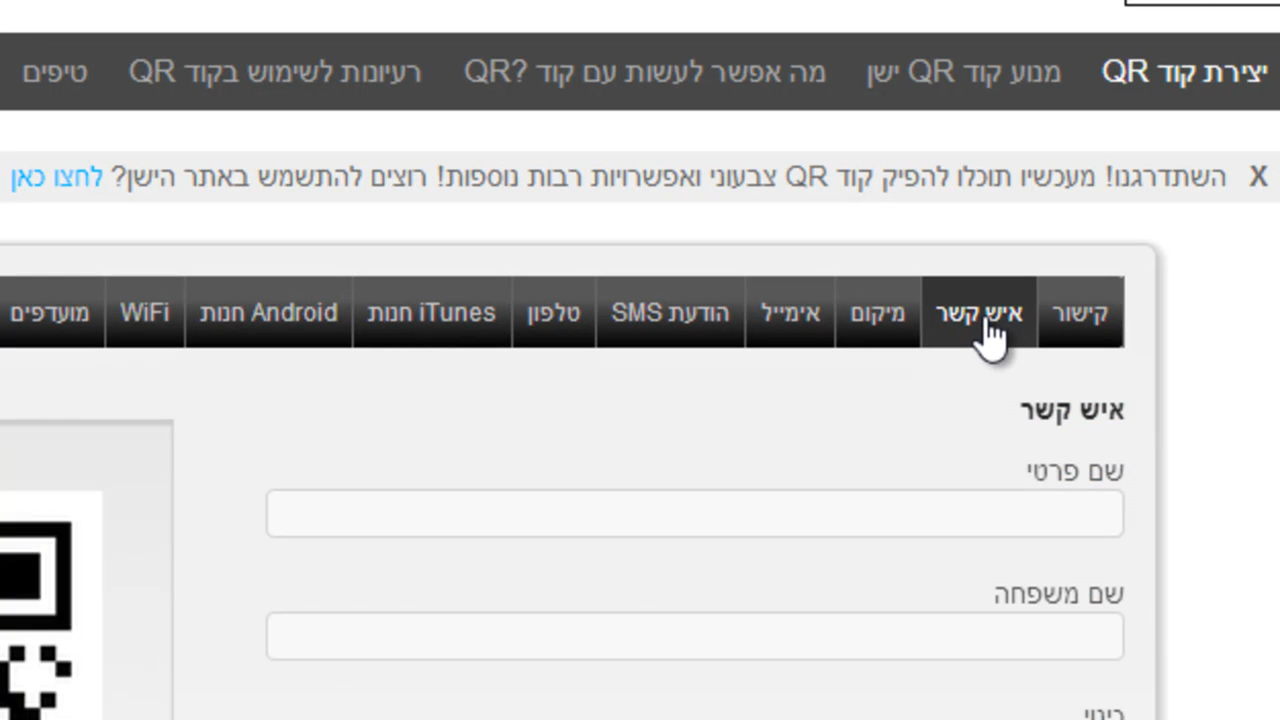 יצירת קוד QR מנוע קוד QR ישן מה אפשר לעשות עם קוד QR? רעיונות לשימוש בקוד QR טיפים
X השתדרגנו! מעכשיו תוכלו להפיק קוד QR צבעוני ואפשרויות רבות נוספות! רוצים להתשמש באתר הישן? לחצו כאן
קישור איש קשר מיקום אימייל הודעת SMS טלפון חנות iTunes חנות Android WiFi מועדפים
איש קשר
שם פרטי
שם משפחה